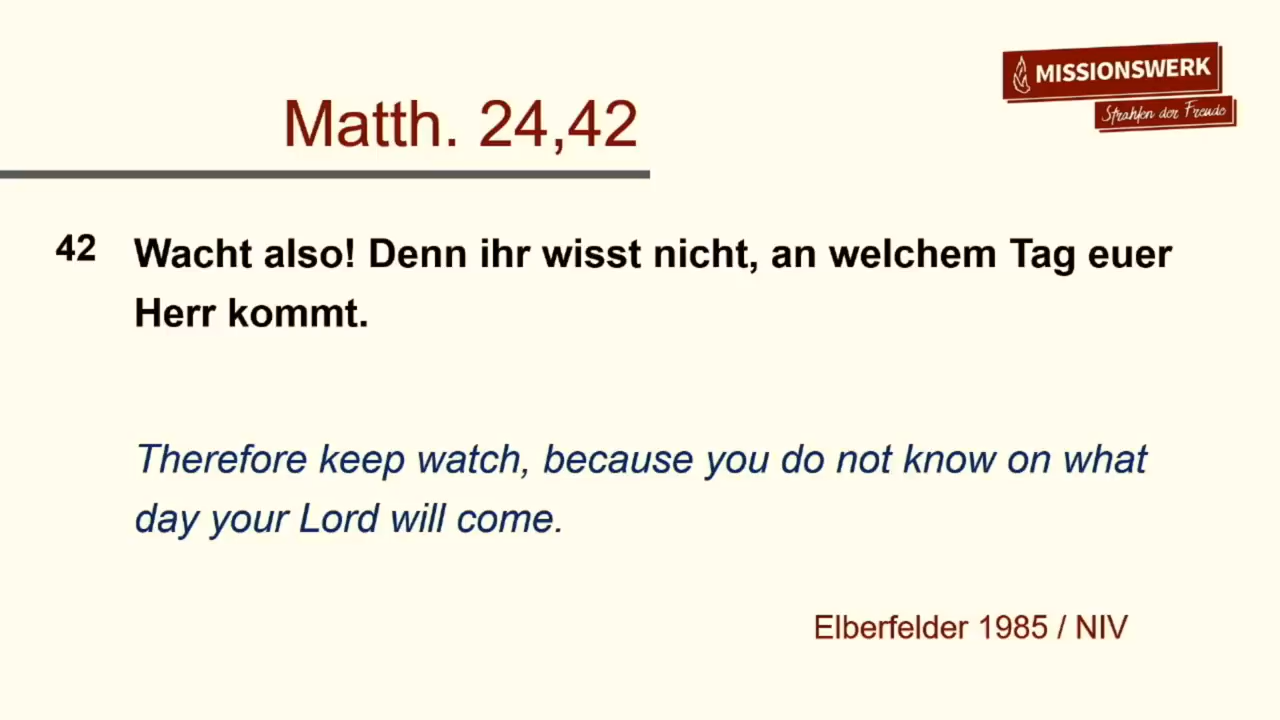 MISSIONSWERK
Strahlen der Freude
Matth. 24,42
42 Wacht also! Denn ihr wisst nicht, an welchem Tag euer
Herr kommt.
Therefore keep watch, because you do not know on what
day your Lord will come.
Elberfelder 1985 / NIV